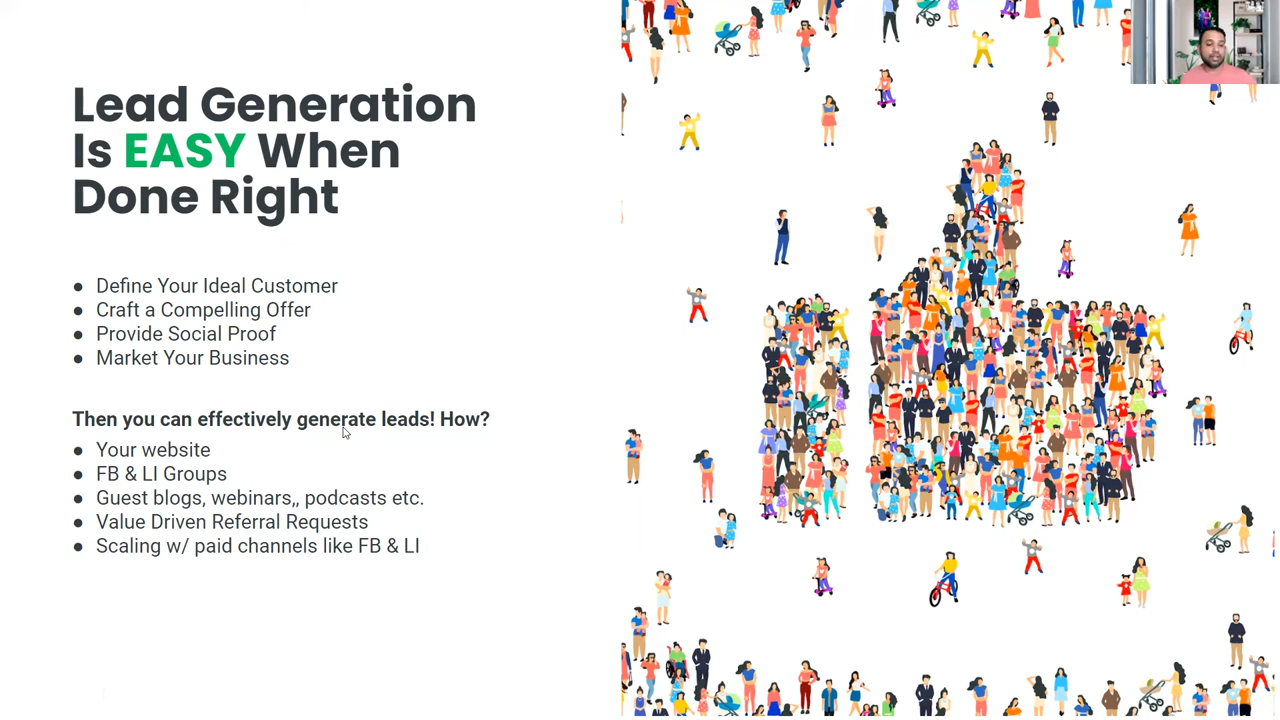 Lead Generation
Is EASY When
Done Right
● Define Your Ideal Customer
● Craft a Compelling Offer
● Provide Social Proof
● Market Your Business
Then you can effectively generate leads! How?
● Your website
● FB & LI Groups
● Guest blogs, webinars,, podcasts etc.
● Value Driven Referral Requests
● Scaling w/ paid channels like FB & LI